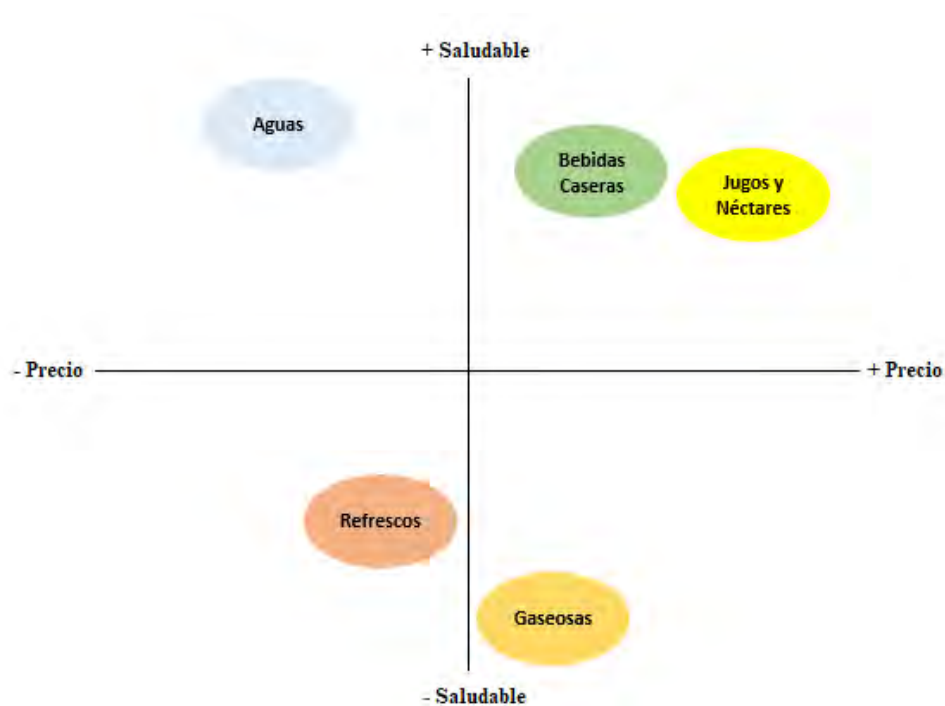 + Saludable
Aguas
Bebidas
Caseras
Jugos y
Néctares
- Precio
+ Precio
Refrescos
Gaseosas
- Saludable